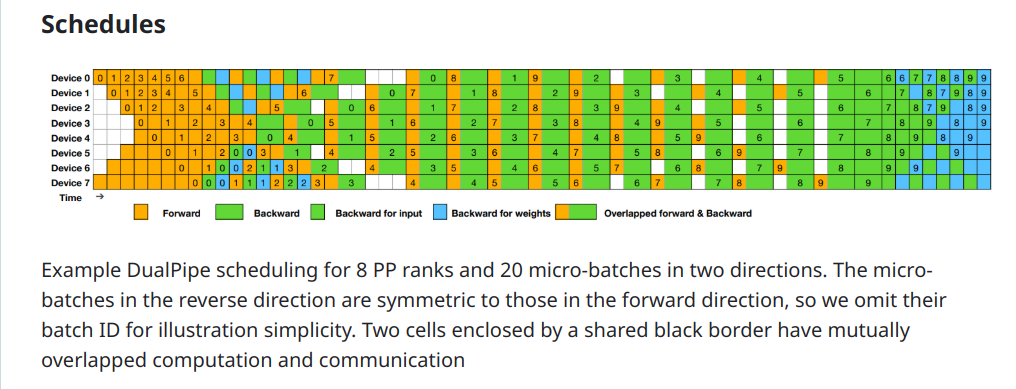 Schedules
Device 0 0 1 2 3 4 5 6 7 0 8 1 9 2 3 4 5 6 6 7 7 8 8 9 9
Device 1 0 1 2 3 4 5 6 0 7 1 8 2 9 3 4 5 6 7 8 7 9 8 9
Device 2 0 1 2 3 4 5 0 6 1 7 2 8 3 9 4 5 6 7 8 7 9 8 9
Device 3 0 1 2 3 4 0 5 1 6 2 7 3 8 4 9 5 6 7 8 9 8 9
Device 4 0 1 2 3 0 4 1 5 2 6 3 7 4 8 5 9 6 7 8 9 8 9
Device 5 0 1 2 0 0 3 1 4 2 5 3 6 4 7 5 8 6 9 7 8 9 9
Device 6 0 1 0 0 2 1 1 3 2 4 3 5 4 6 5 7 6 8 7 9 8 9 9
Device 7 0 0 0 1 1 1 2 2 2 3 3 4 4 5 5 6 6 7 7 8 8 9 9
Time →
Forward Backward Backward for input Backward for weights Overlapped forward & Backward
Example DualPipe scheduling for 8 PP ranks and 20 micro-batches in two directions. The micro-
batches in the reverse direction are symmetric to those in the forward direction, so we omit their
batch ID for illustration simplicity. Two cells enclosed by a shared black border have mutually
overlapped computation and communication